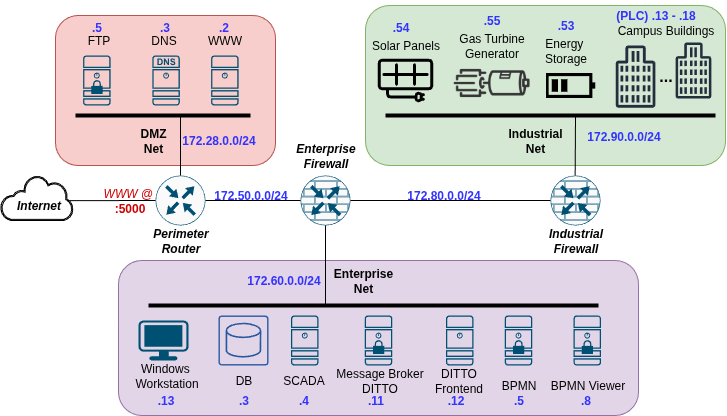 .5
FTP
.3
DNS
.2
WWW
DNS
DMZ
Net
172.28.0.0/24
.54
Solar Panels
.55
Gas Turbine
Generator
.53
Energy
Storage
(PLC) .13 - .18
Campus Buildings
...
Industrial
Net
172.90.0.0/24
Internet
WWW @
:5000
Perimeter
Router
172.50.0.0/24
Enterprise
Firewall
172.80.0.0/24
Industrial
Firewall
172.60.0.0/24
Enterprise
Net
Windows
Workstation
.13
DB
.3
SCADA
.4
Message Broker
DITTO
.11
DITTO
Frontend
.12
BPMN
.5
BPMN Viewer
.8